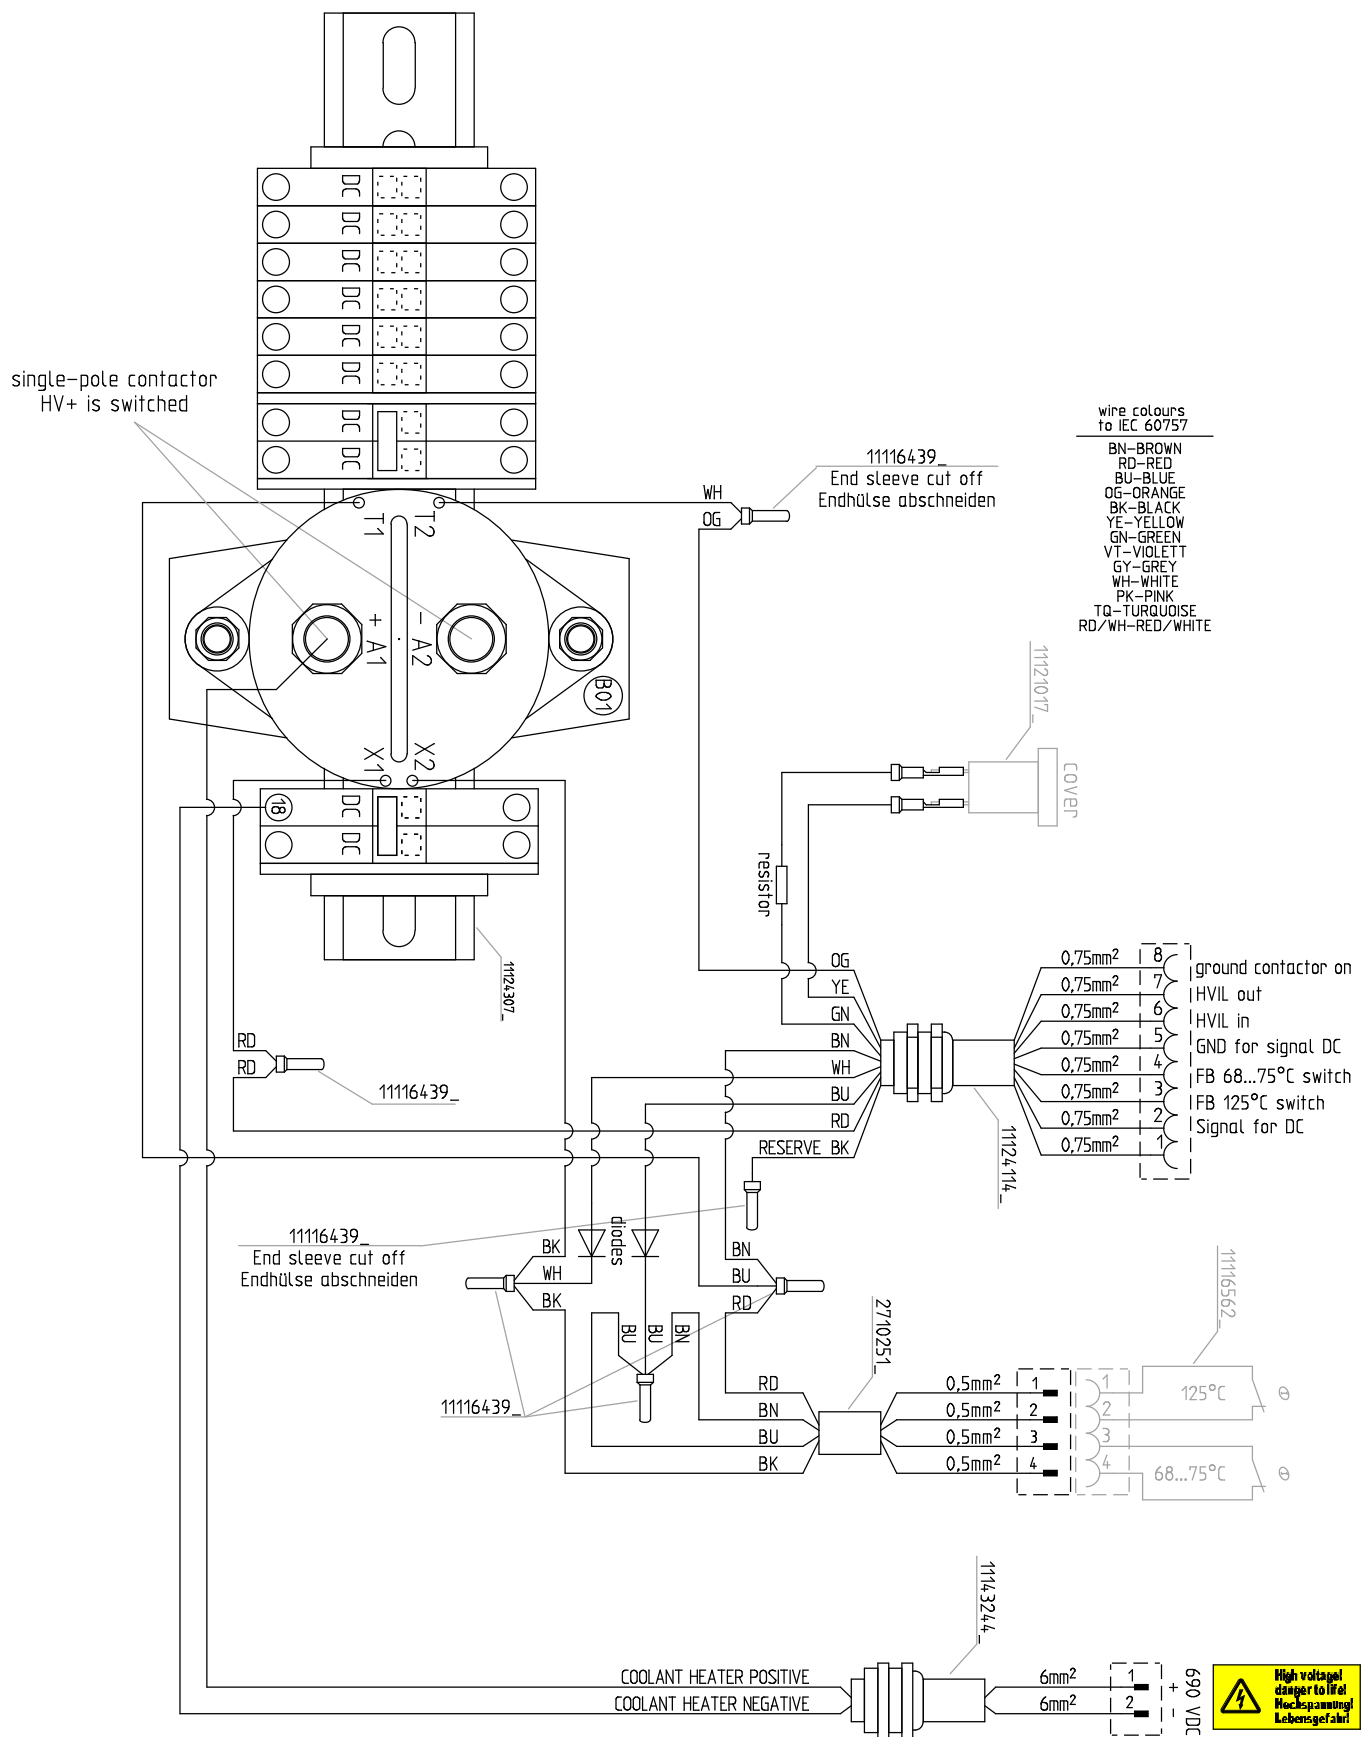 DC
DC
DC
DC
DC
DC
DC
DC
single-pole contactor
HV+ is switched
wire colours
to IEC 60757
BN-BROWN
RD-RED
BU-BLUE
OG-ORANGE
BK-BLACK
YE-YELLOW
GN-GREEN
VT-VIOLETT
GY-GREY
WH-WHITE
PK-PINK
TQ-TURQUOISE
RD/WH-RED/WHITE
11116439_
End sleeve cut off
Endhülse abschneiden
WH
OG
T1 T2
+ A1
- A2
B01
X1 X2
18
DC
DC
11124307_
11121017_
cover
resistor
RD
RD
11116439_
OG
YE
GN
BN
WH
BU
RD
RESERVE BK
11124114_
0,75mm² 8 ground contactor on
0,75mm² 7 HVIL out
0,75mm² 6 HVIL in
0,75mm² 5 GND for signal DC
0,75mm² 4 FB 68...75°C switch
0,75mm² 3 FB 125°C switch
0,75mm² 2 Signal for DC
0,75mm² 1
11116439_
End sleeve cut off
Endhülse abschneiden
BK
WH
BK
diodes
BN
BU
RD
BU
BU
BN
11116439_
2710251_
11116562_
RD
BN
BU
BK
0,5mm² 1
0,5mm² 2
0,5mm² 3
0,5mm² 4
1
2
3
4
125°C
θ
68...75°C
θ
11143244_
COOLANT HEATER POSITIVE
COOLANT HEATER NEGATIVE
6mm² 1 +
6mm² 2 -
690 VDC
High voltage!
danger to life!
Hochspannung!
Lebensgefahr!